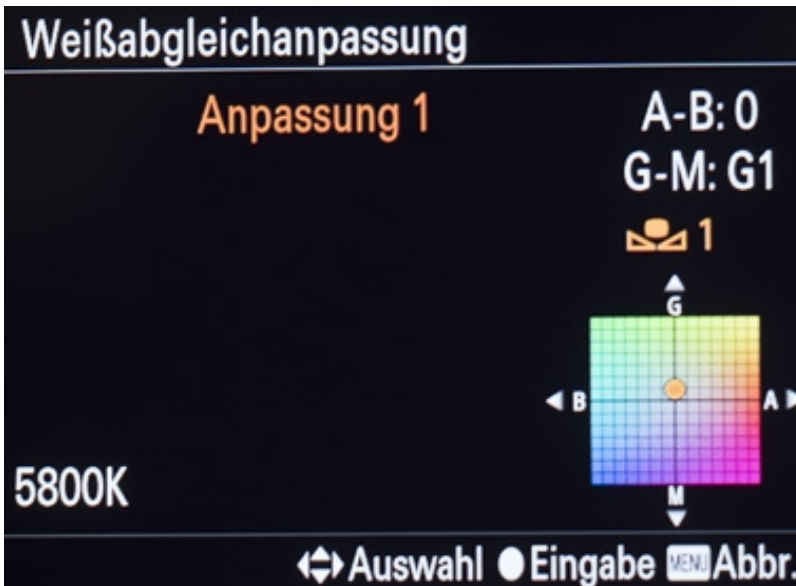 Weißabgleichanpassung
Anpassung 1
A-B: 0
G-M: G1
1
G
B
A
M
5800K
Auswahl Eingabe MENU Abbr.